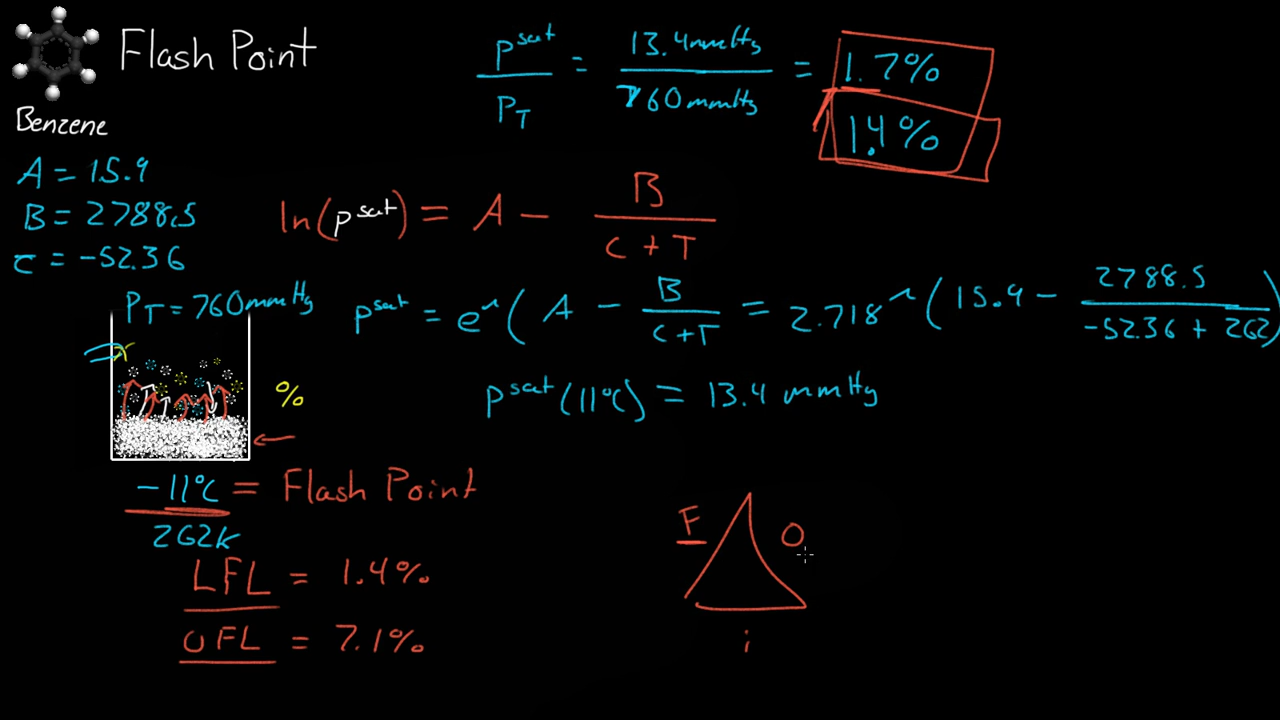 Flash Point
Benzene
A = 15.9
B = 2788.5
C = -52.36
P_T = 760 mmHg
p^sat / P_T = 13.4 mmHg / 760 mmHg = 1.7%
1.4%
ln(p^sat) = A - B / C + T
p^sat = e^( A - B / C+T = 2.718^( 15.9 - 2788.5 / -52.36 + 262)
p^sat (11°C) = 13.4 mmHg
%
-11°C = Flash Point
262k
LFL = 1.4%
UFL = 7.1%
F
O
i